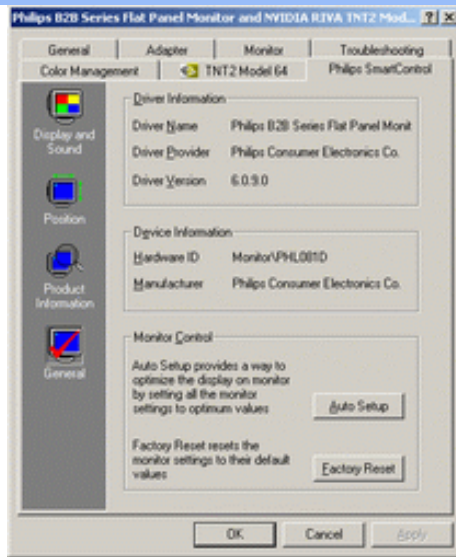 Philips B2B Series Flat Panel Monitor and NVIDIA RIVA TNT2 Mod...
General Adapter Monitor Troubleshooting
Color Management TNT2 Model 64 Philips SmartControl
Display and
Sound
Position
Product
Information
General
Driver Information
Driver Name Philips B2B Series Flat Panel Monit
Driver Provider Philips Consumer Electronics Co.
Driver Version 6.0.9.0
Device Information
Hardware ID Monitor\PHL081D
Manufacturer Philips Consumer Electronics Co.
Monitor Control
Auto Setup provides a way to
optimize the display on monitor
by setting all the monitor
settings to optimum values
Auto Setup
Factory Reset resets the
monitor settings to their default
values
Factory Reset
OK Cancel Apply